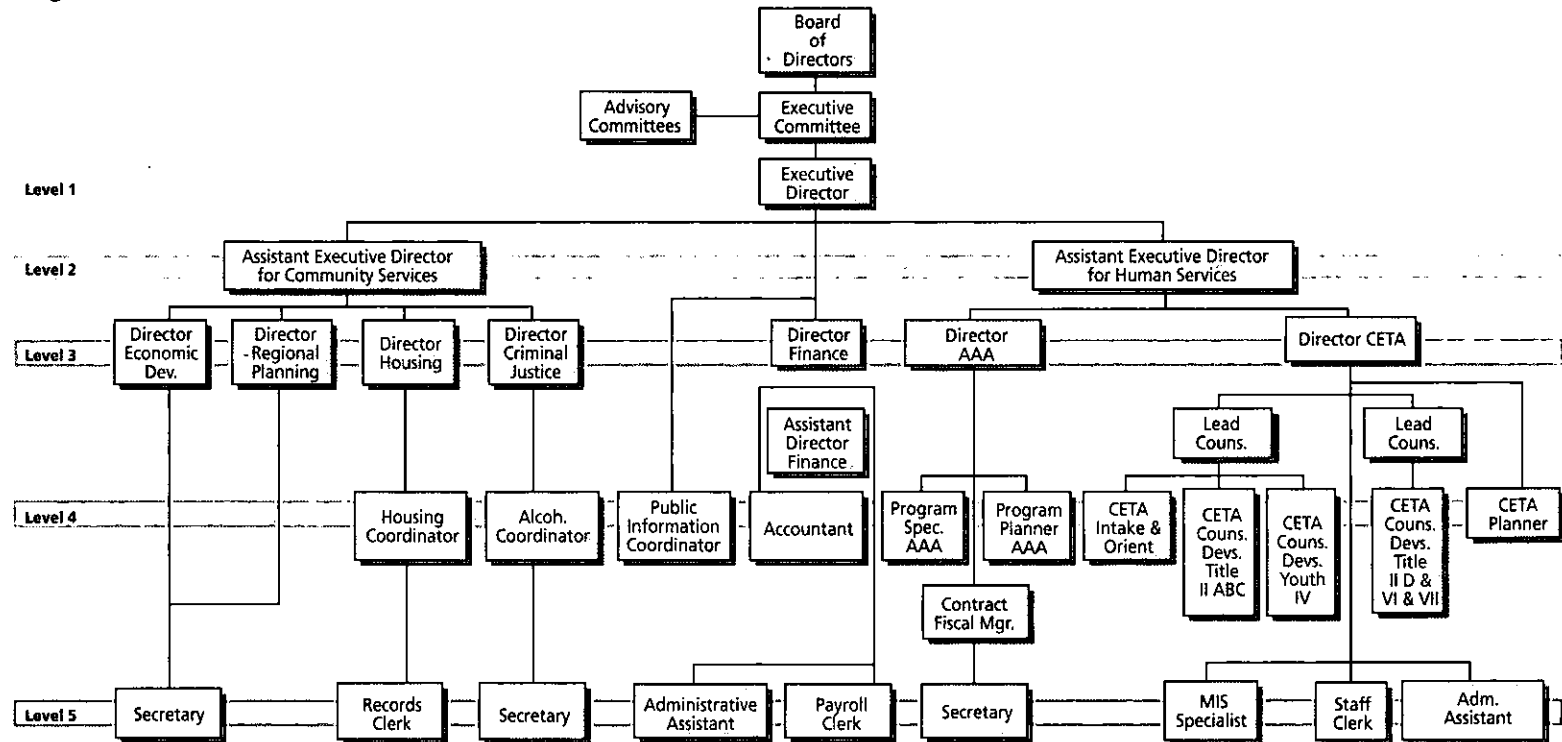 Board
of
Directors
Advisory
Committees
Executive
Committee
Level 1
Executive
Director
Level 2
Assistant Executive Director
for Community Services
Assistant Executive Director
for Human Services
Level 3
Director
Economic
Dev.
Director
-Regional
Planning
Director
Housing
Director
Criminal
Justice
Director
Finance
Director
AAA
Director CETA
Assistant
Director
Finance
Lead
Couns.
Lead
Couns.
Level 4
Housing
Coordinator
Alcoh.
Coordinator
Public
Information
Coordinator
Accountant
Program
Spec.
AAA
Program
Planner
AAA
CETA
Intake &
Orient
CETA
Couns.
Devs.
Title
II ABC
CETA
Couns.
Devs.
Youth
IV
CETA
Couns.
Devs.
Title
II D &
VI & VII
CETA
Planner
Contract
Fiscal Mgr.
Level 5
Secretary
Records
Clerk
Secretary
Administrative
Assistant
Payroll
Clerk
Secretary
MIS
Specialist
Staff
Clerk
Adm.
Assistant